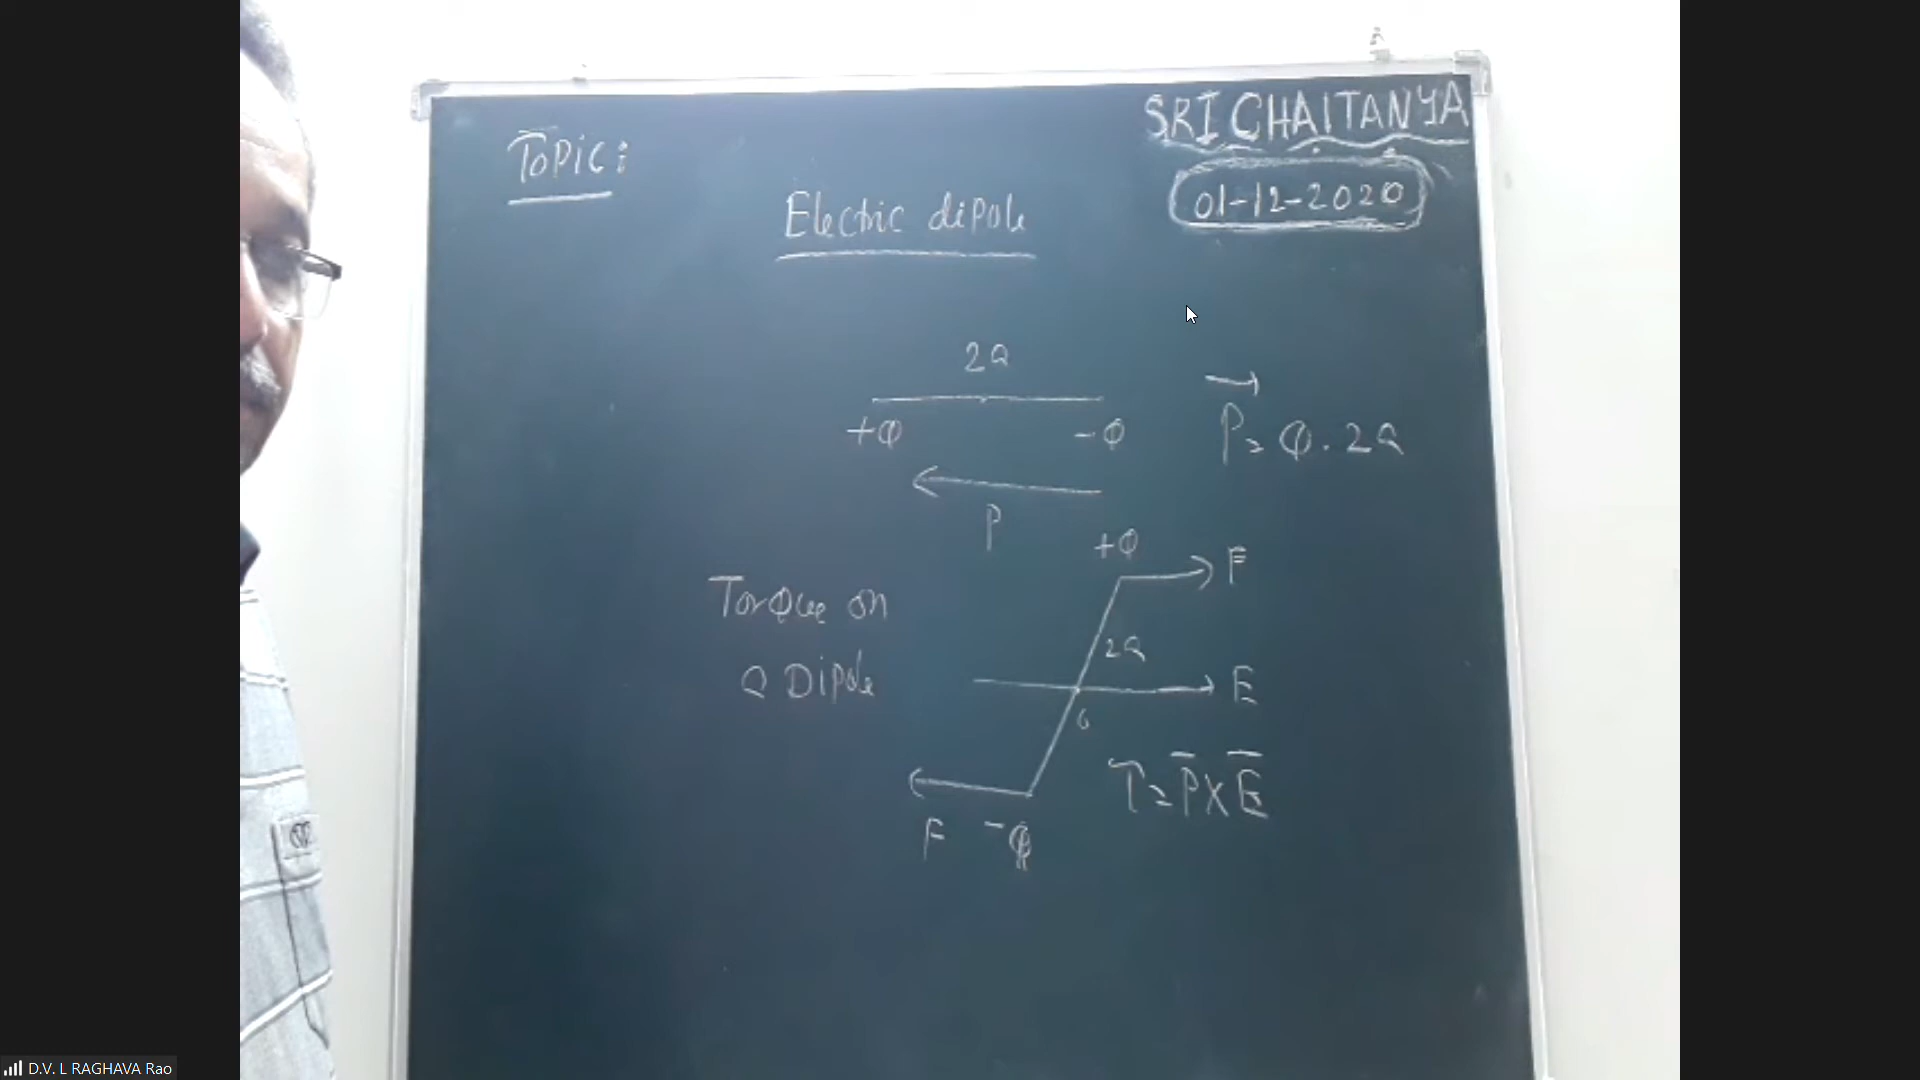 SRI CHAITANYA
Topic:
01-12-2020
Electric dipole
2a
+Q
-Q
P = Q. 2a
P
+Q
F
Torque on
a Dipole
2a
E
T = P x E
F -Q
D.V. L RAGHAVA Rao